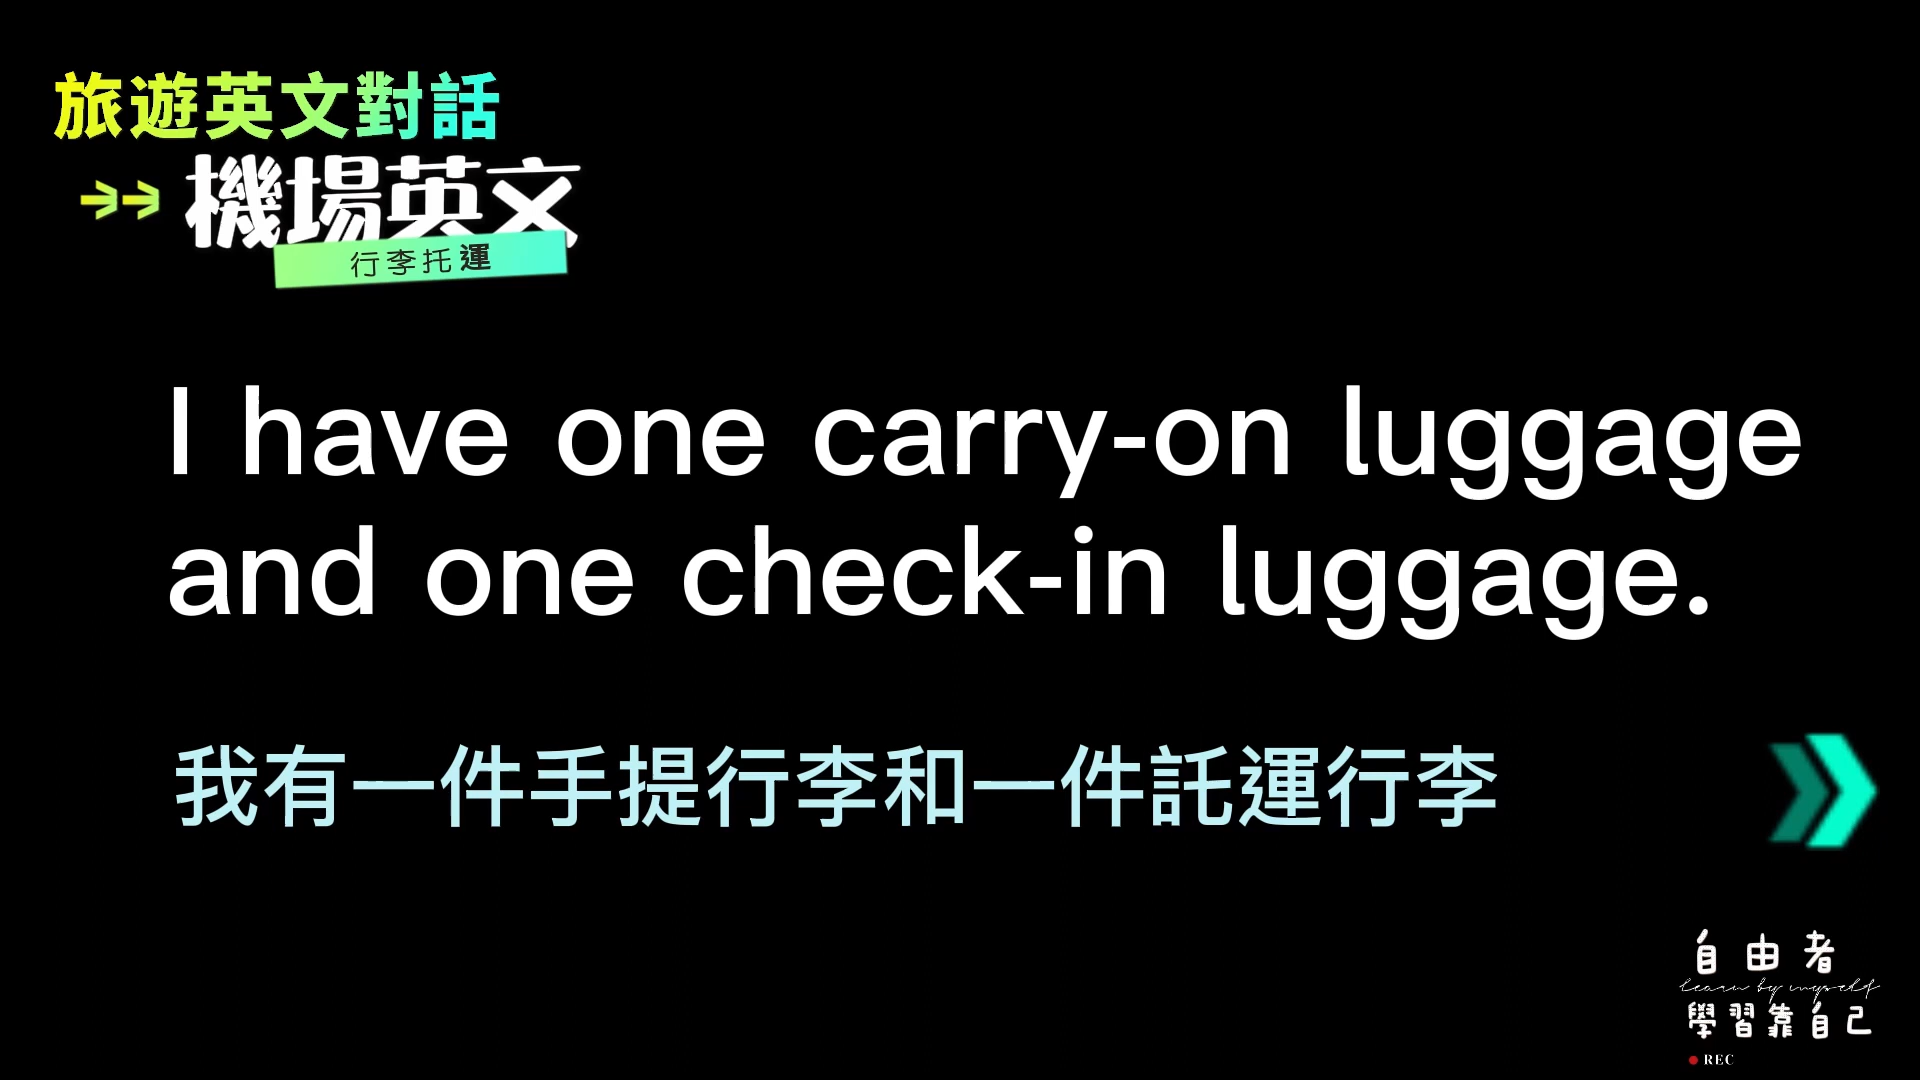 旅遊英文對話
機場英文
行李托運
I have one carry-on luggage
and one check-in luggage.
我有一件手提行李和一件託運行李
自由者
learn by myself
學習靠自己
REC